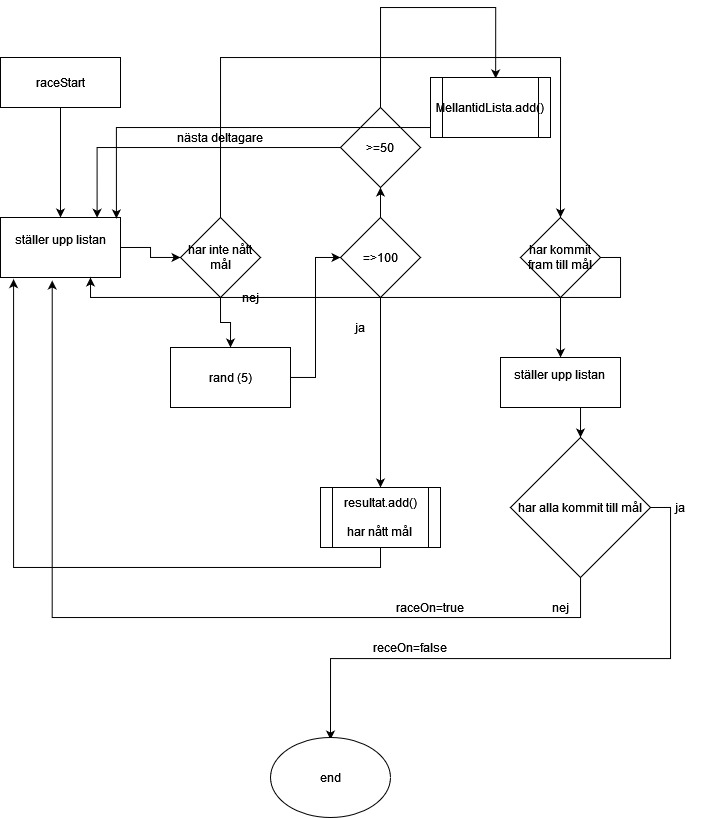 raceStart
MellantidLista.add()
nästa deltagare
>=50
ställer upp listan
har inte nått
mål
=>100
har kommit
fram till mål
nej
ja
rand (5)
ställer upp listan
resultat.add()
har nått mål
har alla kommit till mål
ja
raceOn=true
nej
receOn=false
end